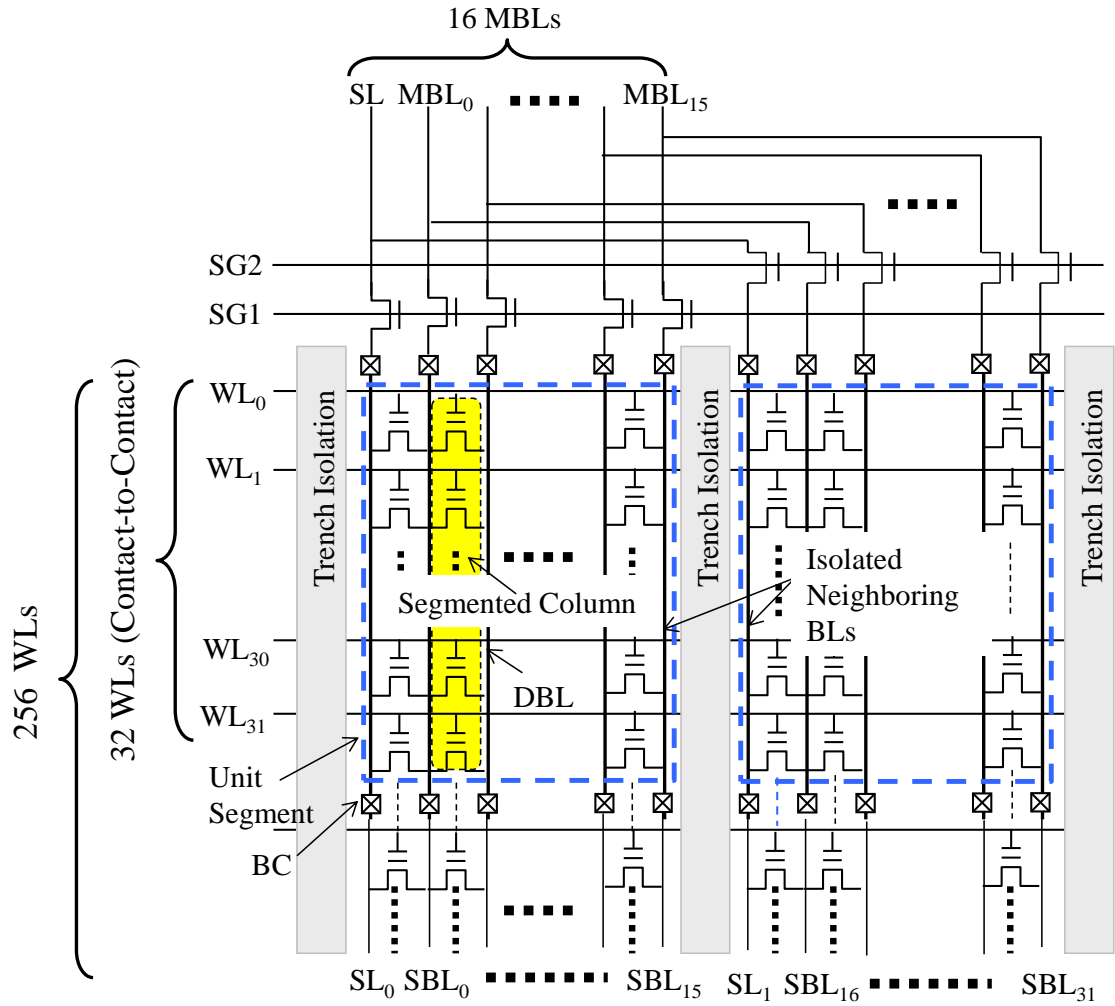 16 MBLs
SL MBL₀ MBL₁₅
SG2
SG1
256 WLs
32 WLs (Contact-to-Contact)
WL₀
WL₁
WL₃₀
WL₃₁
Trench Isolation
Trench Isolation
Trench Isolation
Segmented Column
Isolated
Neighboring
BLs
DBL
Unit
Segment
BC
SL₀ SBL₀ SBL₁₅ SL₁ SBL₁₆ SBL₃₁